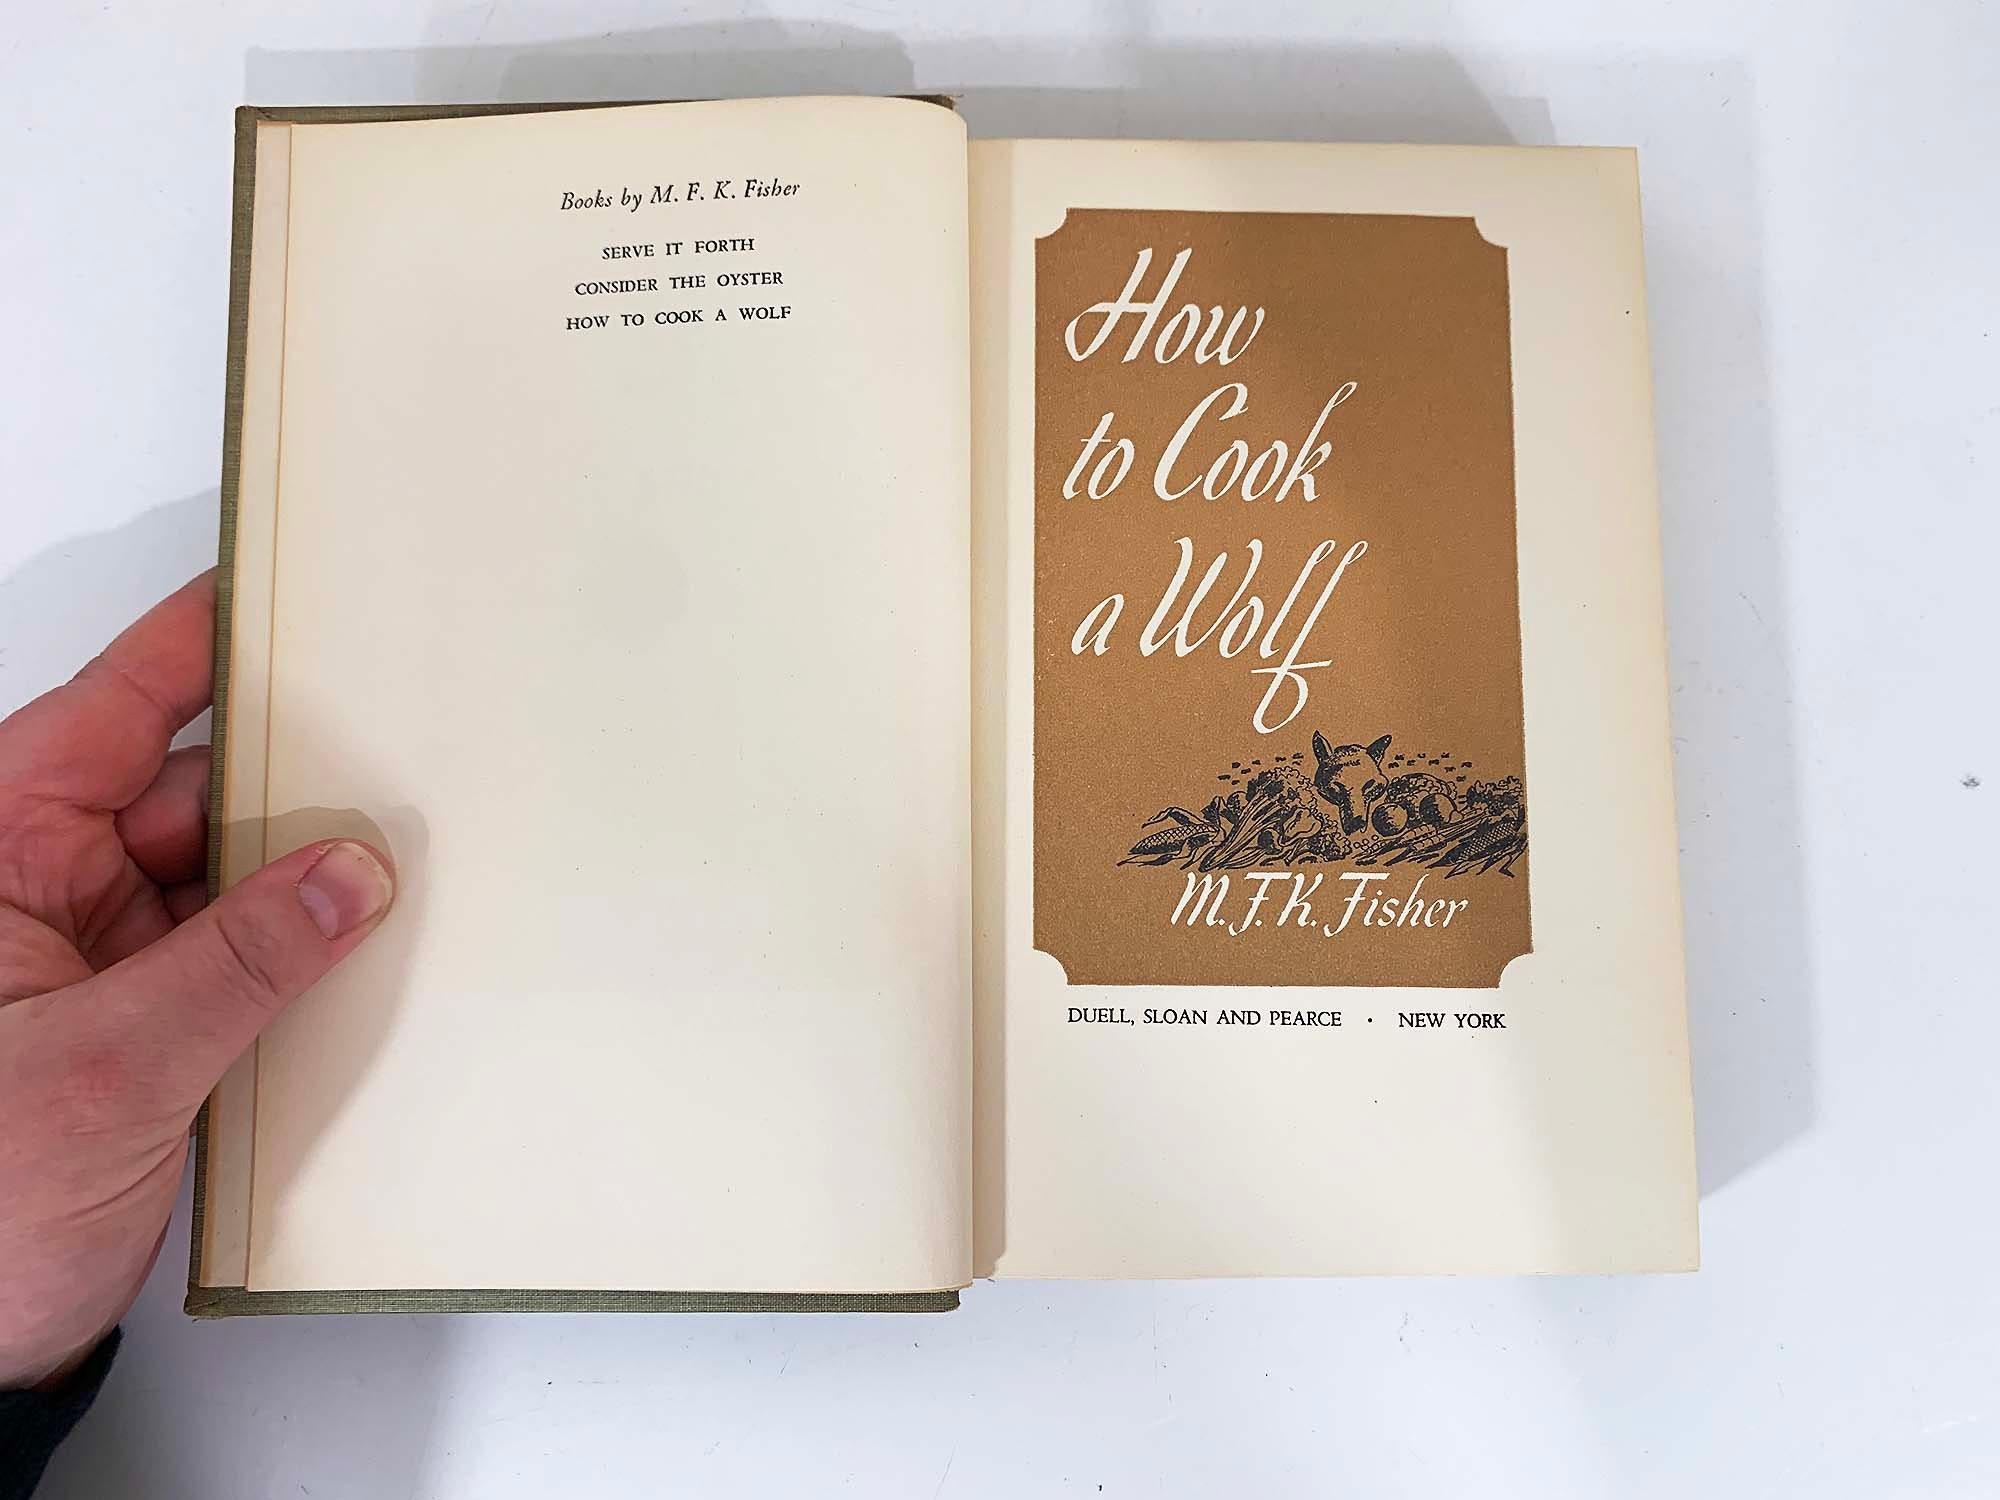 Books by M. F. K. Fisher
SERVE IT FORTH
CONSIDER THE OYSTER
HOW TO COOK A WOLF
How
to Cook
a Wolf
M. F. K. Fisher
DUELL, SLOAN AND PEARCE · NEW YORK